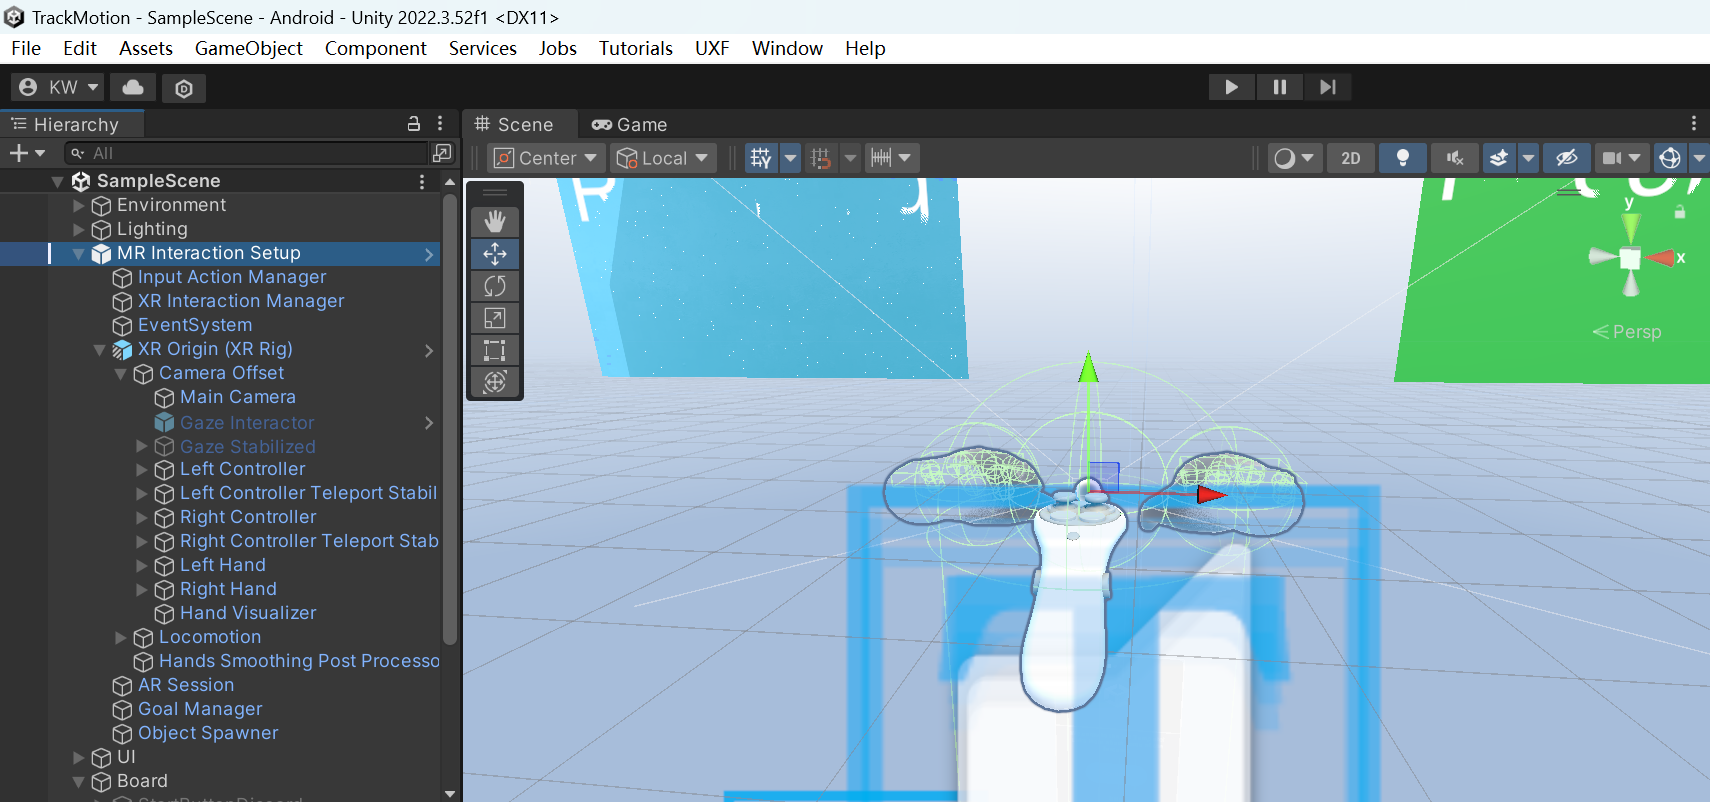 TrackMotion - SampleScene - Android - Unity 2022.3.52f1 <DX11>
File Edit Assets GameObject Component Services Jobs Tutorials UXF Window Help
KW
Hierarchy
Scene
Game
All
Center
Local
2D
SampleScene
Environment
Lighting
MR Interaction Setup
Input Action Manager
XR Interaction Manager
EventSystem
XR Origin (XR Rig)
Camera Offset
Main Camera
Gaze Interactor
Gaze Stabilized
Left Controller
Left Controller Teleport Stabil
Right Controller
Right Controller Teleport Stab
Left Hand
Right Hand
Hand Visualizer
Locomotion
Hands Smoothing Post Processo
AR Session
Goal Manager
Object Spawner
UI
Board
y
x
Persp